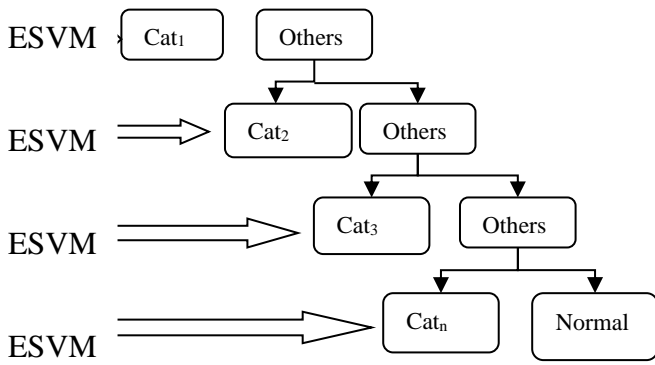 ESVM Cat₁ Others
ESVM Cat₂ Others
ESVM Cat₃ Others
ESVM Catₙ Normal